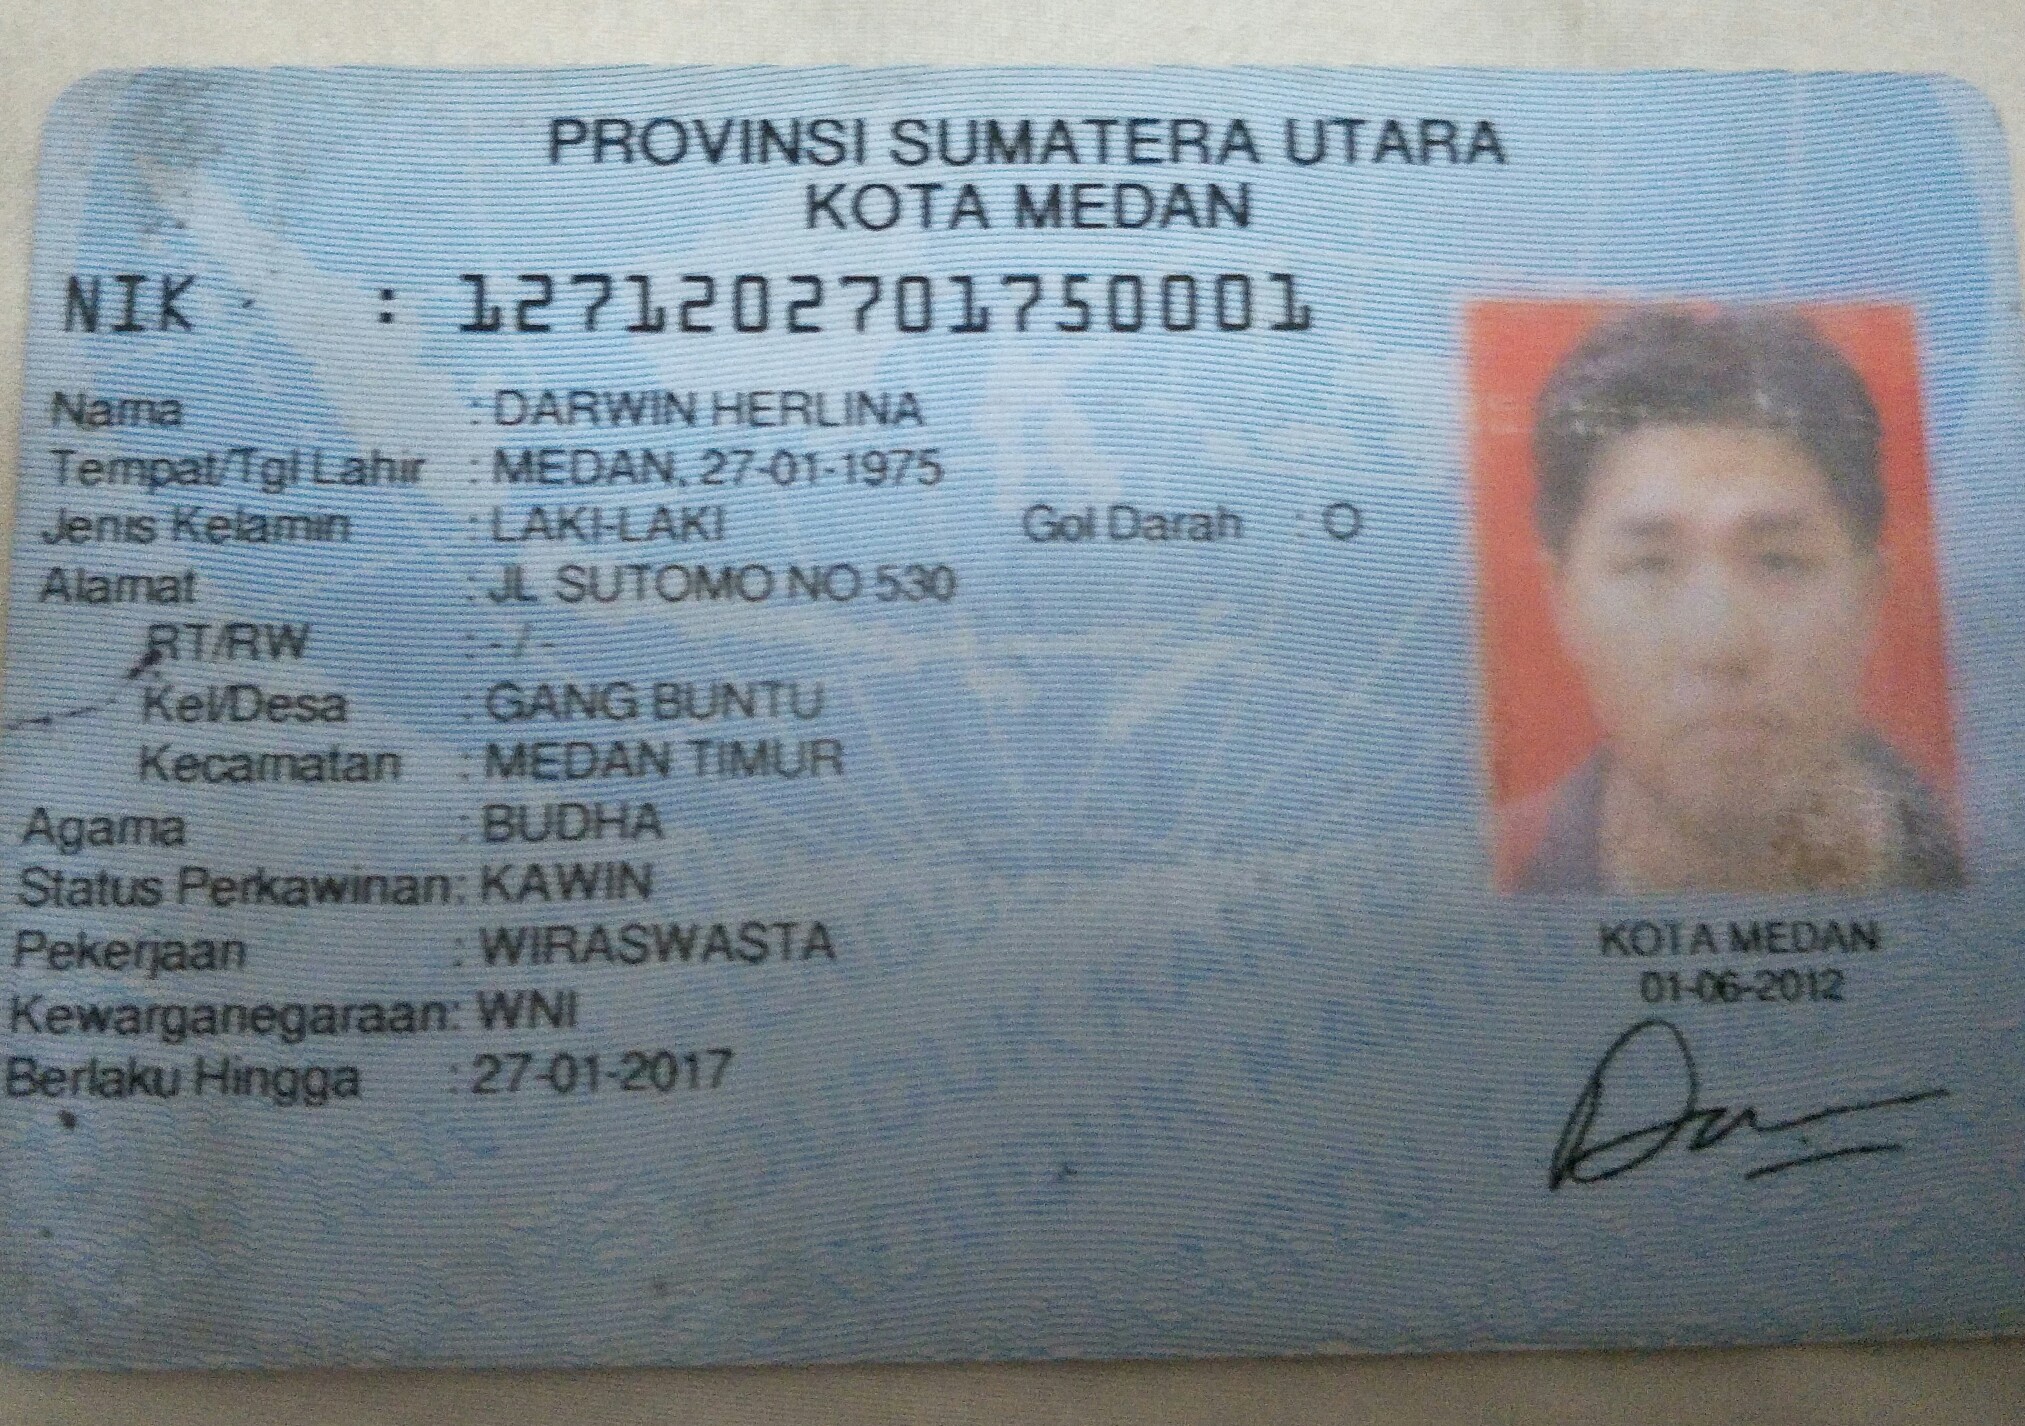 PROVINSI SUMATERA UTARA
KOTA MEDAN
NIK : 1271202701750001
Nama : DARWIN HERLINA
Tempat/Tgl Lahir : MEDAN, 27-01-1975
Jenis Kelamin : LAKI-LAKI Gol Darah : O
Alamat : JL SUTOMO NO 530
RT/RW : - / -
Kel/Desa : GANG BUNTU
Kecamatan : MEDAN TIMUR
Agama : BUDHA
Status Perkawinan : KAWIN
Pekerjaan : WIRASWASTA
Kewarganegaraan : WNI
Berlaku Hingga : 27-01-2017
KOTA MEDAN
01-06-2012